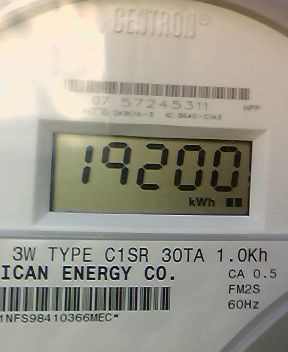 CENTRON®
07 57245311 HPP
19200
kWh
3W TYPE C1SR 30TA 1.0Kh
ICAN ENERGY CO. CA 0.5
FM2S
60Hz
1NFS98410366MEC*